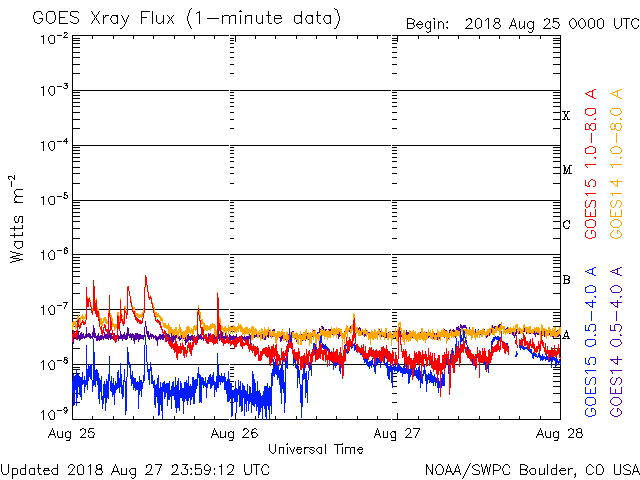 GOES Xray Flux (1-minute data)
Begin: 2018 Aug 25 0000 UTC
10⁻²
10⁻³
10⁻⁴
10⁻⁵
10⁻⁶
10⁻⁷
10⁻⁸
10⁻⁹
Watts m⁻²
X
M
C
B
A
GOES15 1.0-8.0 A
GOES14 1.0-8.0 A
GOES15 0.5-4.0 A
GOES14 0.5-4.0 A
Aug 25
Aug 26
Aug 27
Aug 28
Universal Time
Updated 2018 Aug 27 23:59:12 UTC
NOAA/SWPC Boulder, CO USA